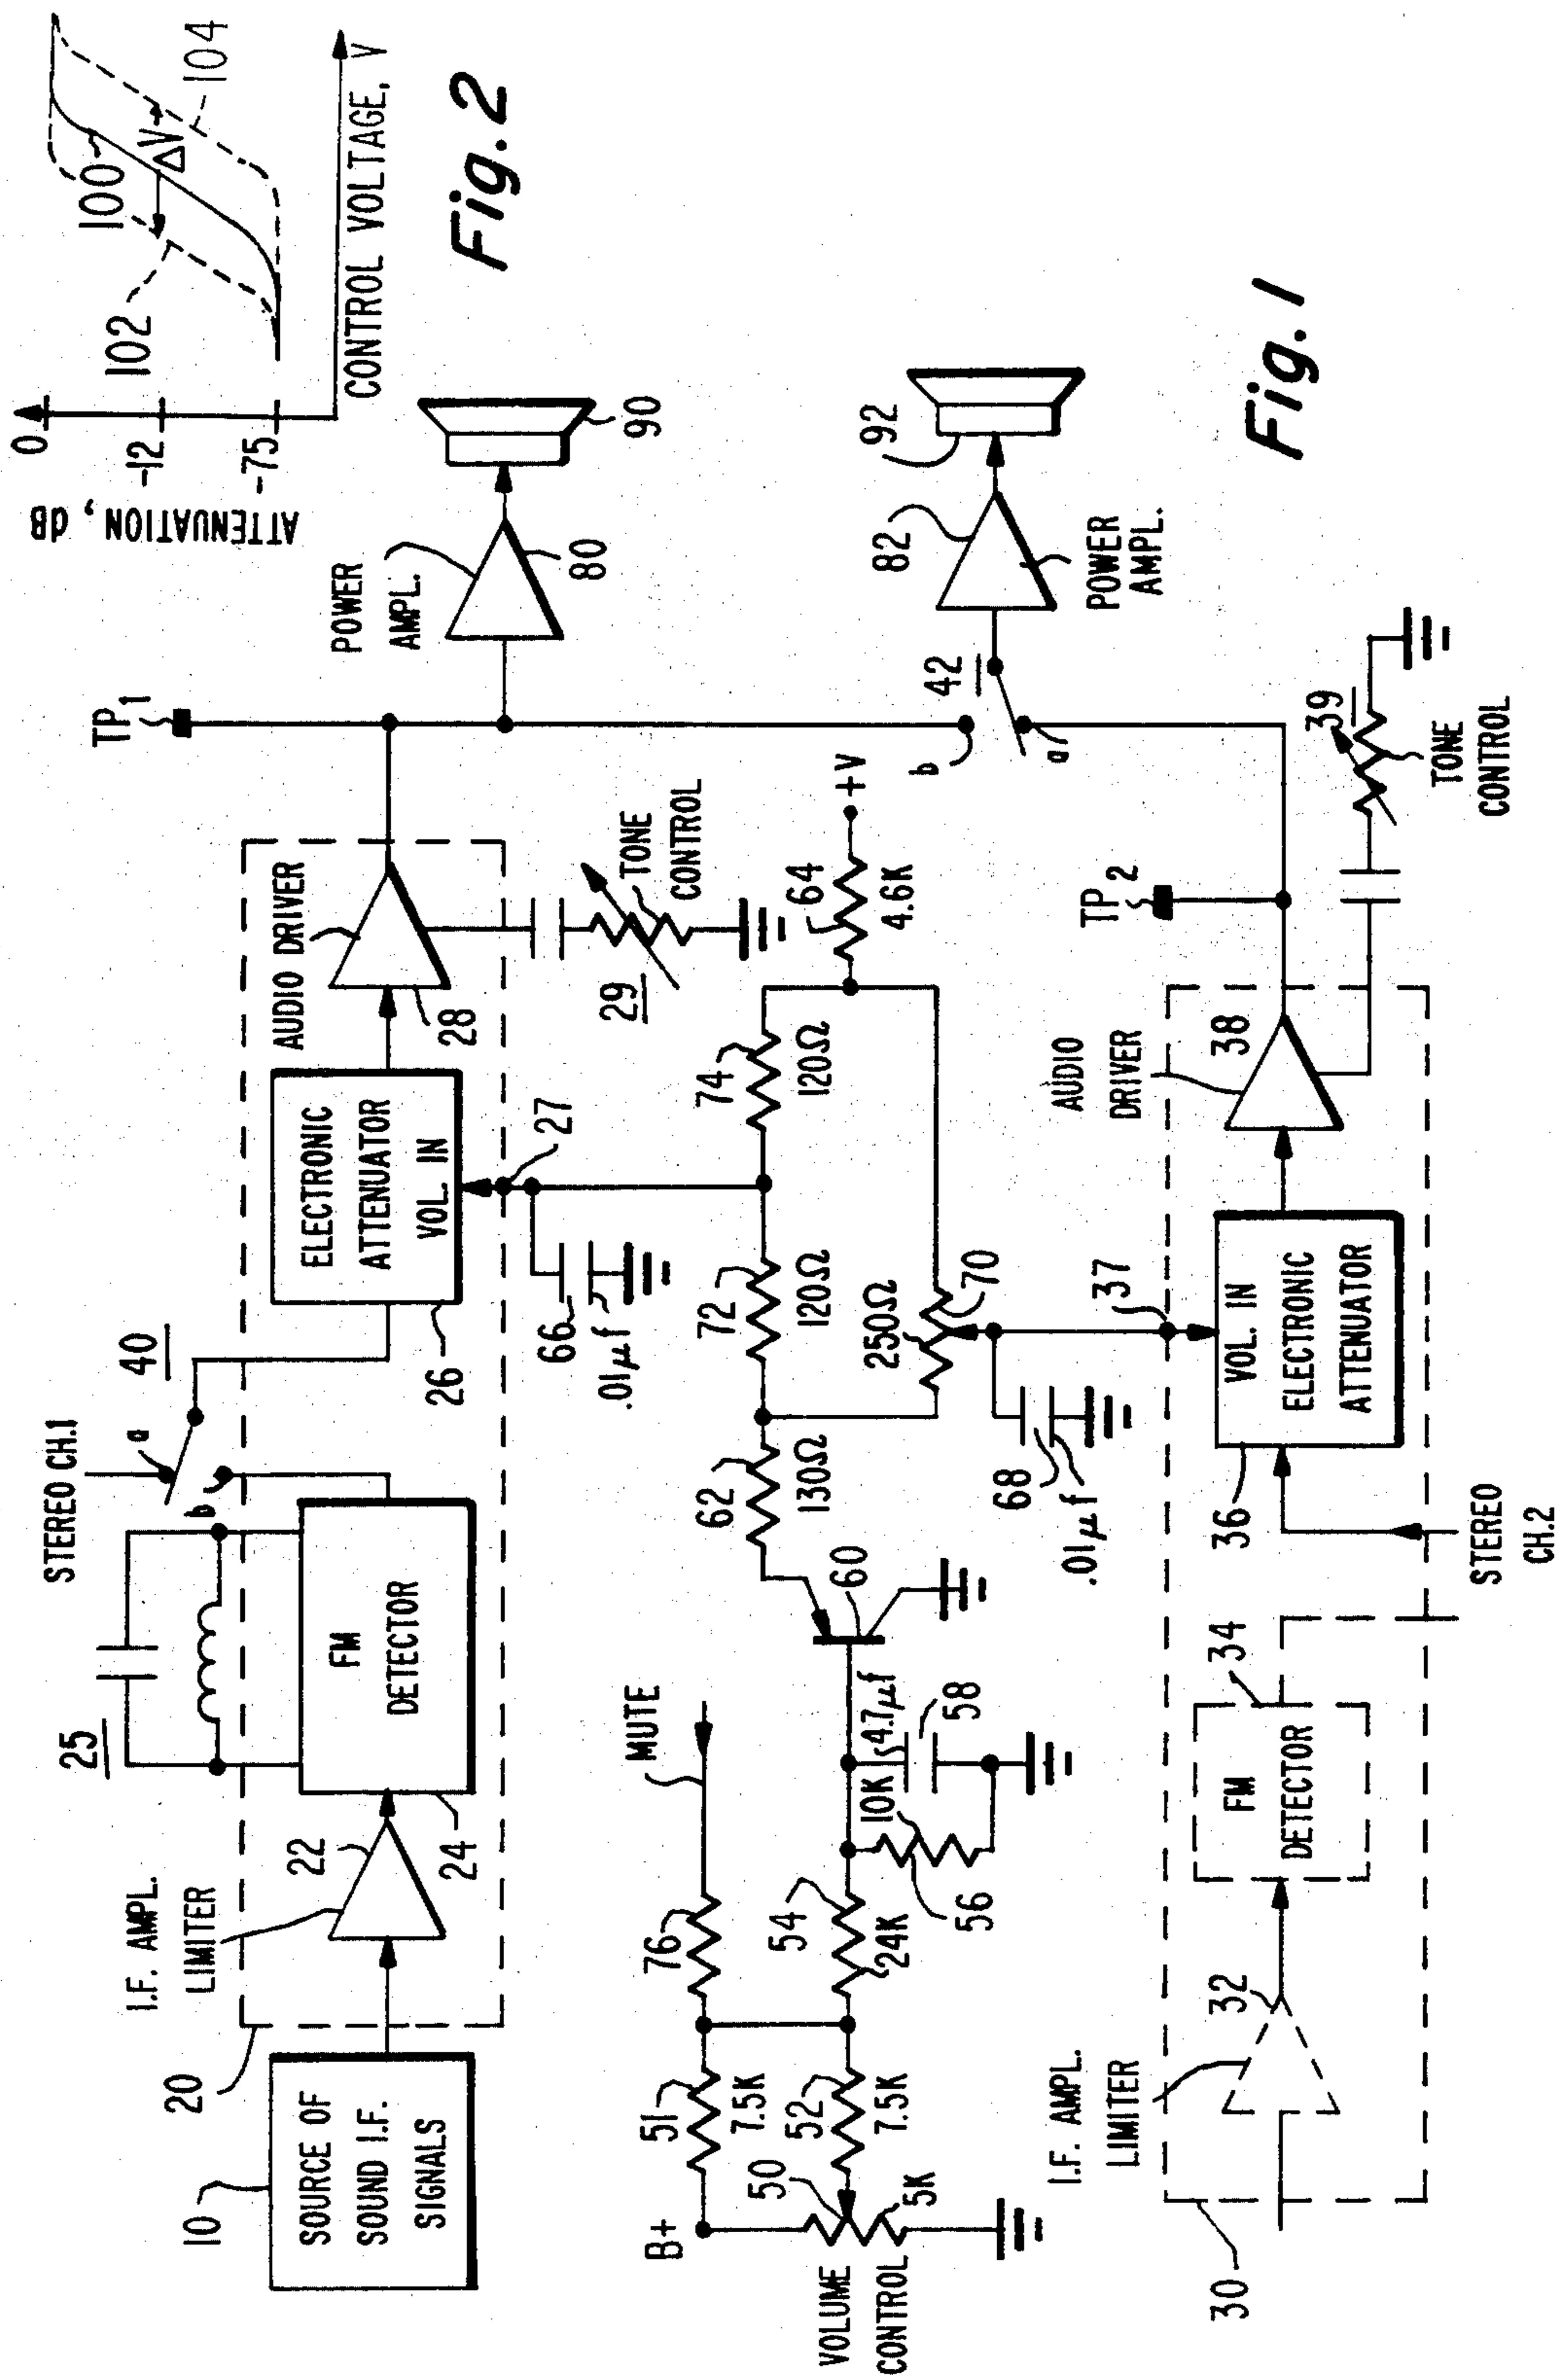 SOURCE OF
SOUND I.F.
SIGNALS
10
20
I.F. AMPL.
LIMITER
22
24
25
FM
DETECTOR
STEREO CH.1
a
b
40
26
ELECTRONIC
ATTENUATOR
VOL. IN
27
66
.01µf
AUDIO DRIVER
28
29
TONE
CONTROL
TP1
POWER
AMPL.
80
90
ATTENUATION, dB
0
-12
-75
100
102
104
ΔV
CONTROL VOLTAGE, V
Fig. 2
B+
VOLUME
CONTROL
50
5K
51
7.5K
52
7.5K
76
MUTE
54
24K
56
10K
4.7µf
58
60
62
130Ω
72
120Ω
74
120Ω
64
4.6K
+V
250Ω
70
68
.01µf
37
b
a
42
82
POWER
AMPL.
92
30
I.F. AMPL.
LIMITER
32
34
FM
DETECTOR
STEREO
CH.2
36
VOL. IN
ELECTRONIC
ATTENUATOR
AUDIO
DRIVER
38
TP2
39
TONE
CONTROL
Fig. 1